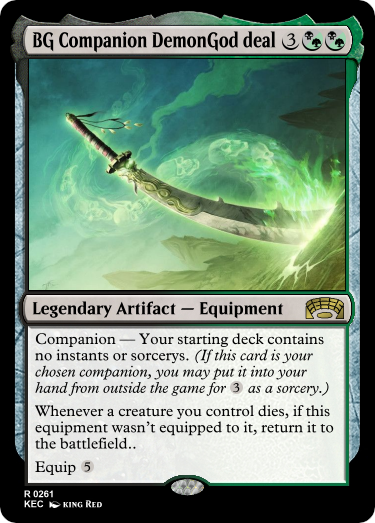 BG Companion DemonGod deal 3
Legendary Artifact — Equipment
Companion — Your starting deck contains
no instants or sorcerys. (If this card is your
chosen companion, you may put it into your
hand from outside the game for 3 as a sorcery.)
Whenever a creature you control dies, if this
equipment wasn't equipped to it, return it to
the battlefield..
Equip 5
R 0261
KEC KING RED